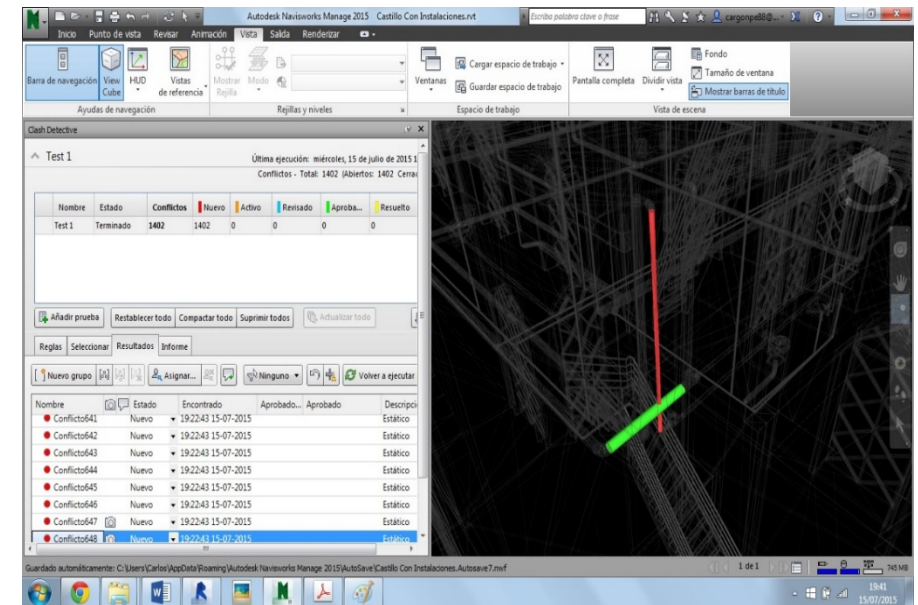 Autodesk Navisworks Manage 2015 Castillo Con Instalaciones.rvt
Escriba palabra clave o frase
cargonpe88@...
Inicio Punto de vista Revisar Animación Vista Salida Renderizar
Barra de navegación
View Cube
HUD
Vistas de referencia
Mostrar Rejilla
Modo
Ventanas
Cargar espacio de trabajo
Guardar espacio de trabajo
Pantalla completa
Dividir vista
Fondo
Tamaño de ventana
Mostrar barras de título
Ayudas de navegación
Rejillas y niveles
Espacio de trabajo
Vista de escena
Clash Detective
Test 1
Última ejecución: miércoles, 15 de julio de 2015 1
Conflictos - Total: 1402 (Abiertos: 1402 Cerrac
Nombre Estado Conflictos Nuevo Activo Revisado Aproba... Resuelto
Test 1 Terminado 1402 1402 0 0 0 0
Añadir prueba Restablecer todo Compactar todo Suprimir todos Actualizar todo
Reglas Seleccionar Resultados Informe
Nuevo grupo Asignar... Ninguno Volver a ejecutar
Nombre Estado Encontrado Aprobado... Aprobado Descripci
Conflicto641 Nuevo 19:22:43 15-07-2015 Estático
Conflicto642 Nuevo 19:22:43 15-07-2015 Estático
Conflicto643 Nuevo 19:22:43 15-07-2015 Estático
Conflicto644 Nuevo 19:22:43 15-07-2015 Estático
Conflicto645 Nuevo 19:22:43 15-07-2015 Estático
Conflicto646 Nuevo 19:22:43 15-07-2015 Estático
Conflicto647 Nuevo 19:22:43 15-07-2015 Estático
Conflicto648 Nuevo 19:22:43 15-07-2015 Estático
Guardado automáticamente: C:\Users\Carlos\AppData\Roaming\Autodesk Navisworks Manage 2015\AutoSave\Castillo Con Instalaciones.Autosave7.nwf
1 de 1
745 MB
19:41
15/07/2015